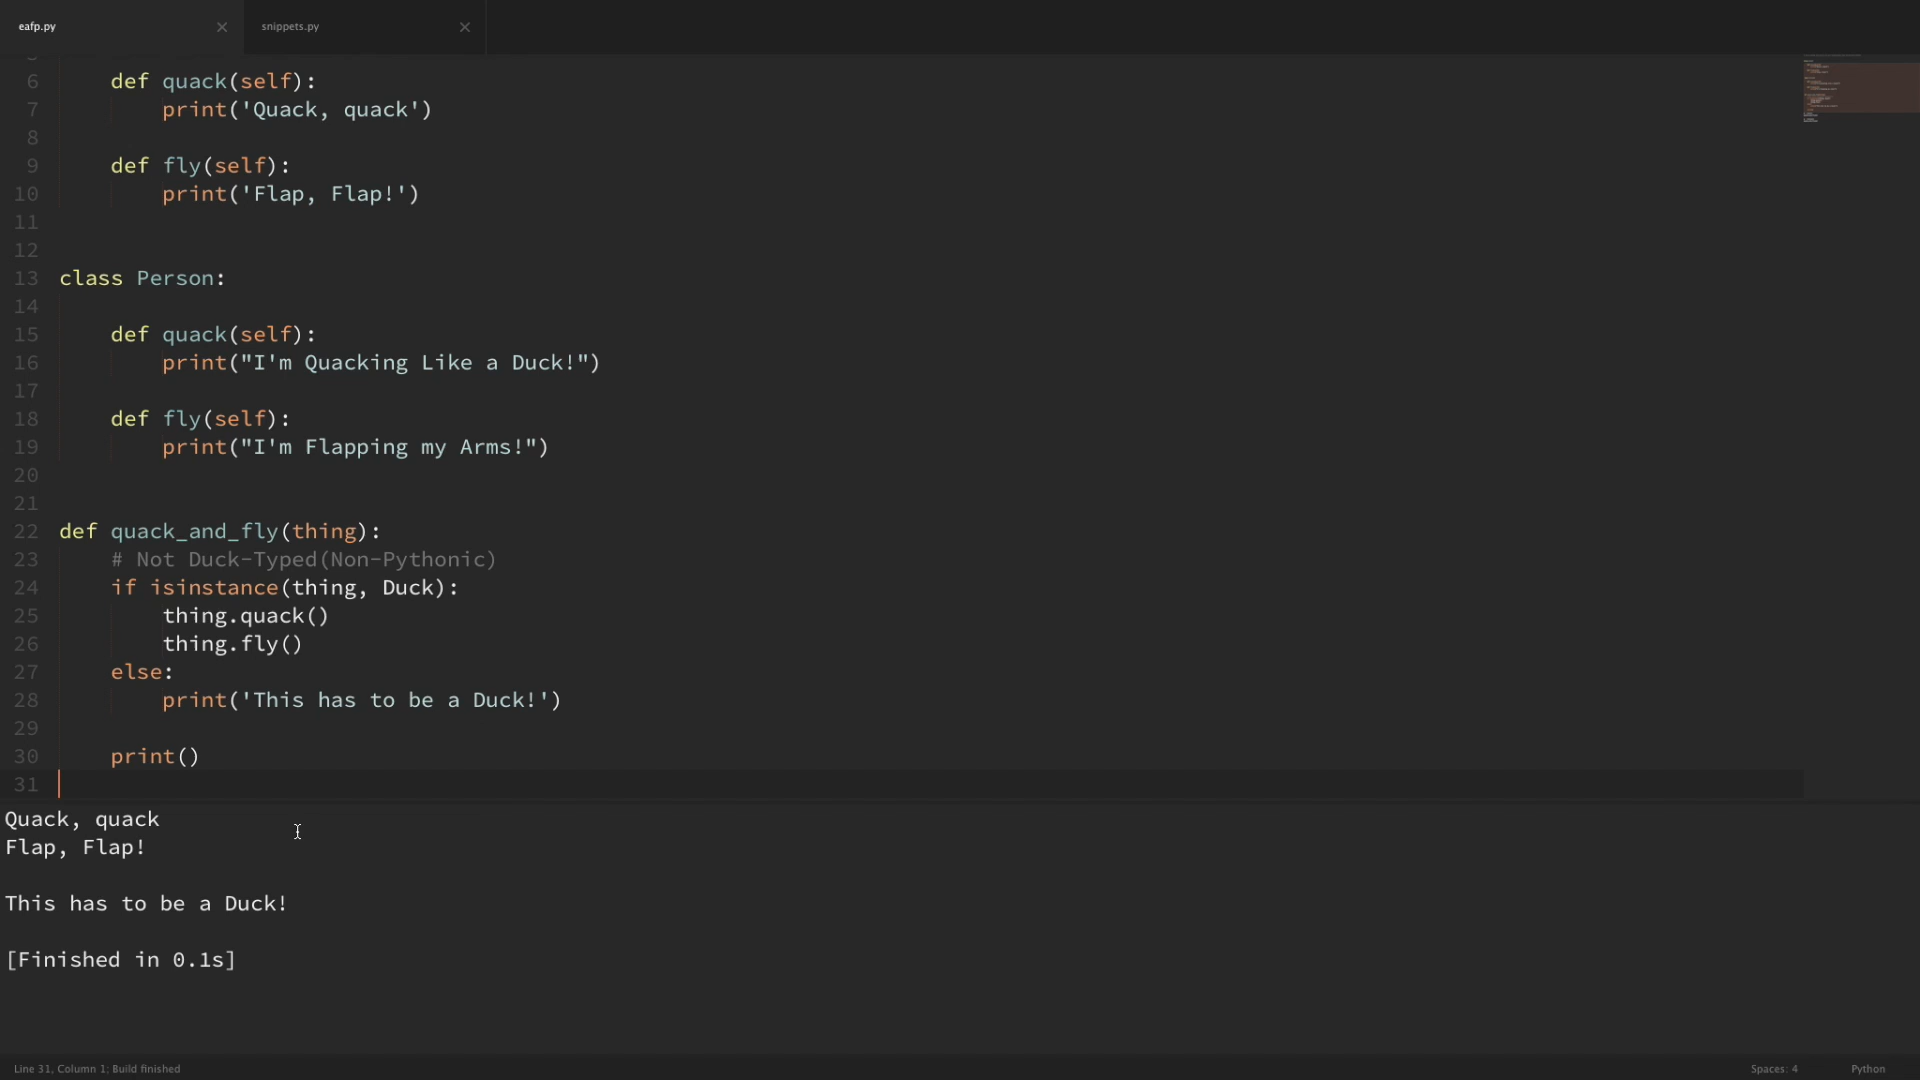 eafp.py
snippets.py
6 def quack(self):
7 print('Quack, quack')
8
9 def fly(self):
10 print('Flap, Flap!')
11
12
13 class Person:
14
15 def quack(self):
16 print("I'm Quacking Like a Duck!")
17
18 def fly(self):
19 print("I'm Flapping my Arms!")
20
21
22 def quack_and_fly(thing):
23 # Not Duck-Typed(Non-Pythonic)
24 if isinstance(thing, Duck):
25 thing.quack()
26 thing.fly()
27 else:
28 print('This has to be a Duck!')
29
30 print()
31
Quack, quack
Flap, Flap!
This has to be a Duck!
[Finished in 0.1s]
Line 31, Column 1; Build finished
Spaces: 4
Python